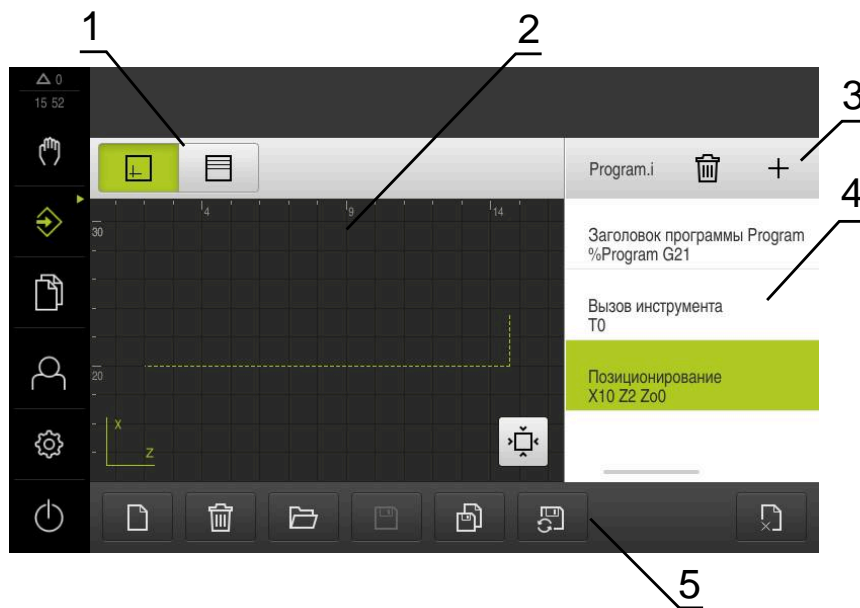 1
2
3
4
5
0
15 52
Program.i
Заголовок программы Program
%Program G21
Вызов инструмента
T0
Позиционирование
X10 Z2 Zo0
4
9
14
30
20
X
Z